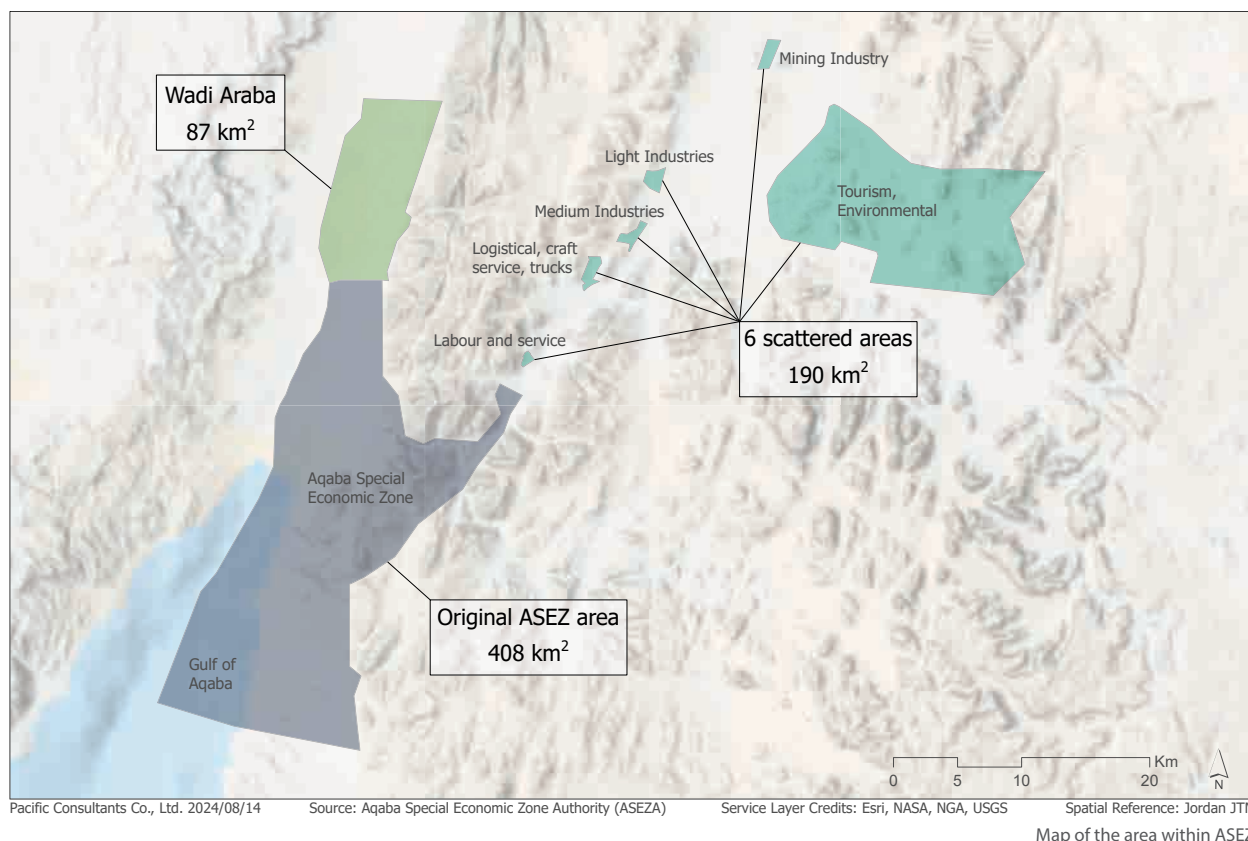 Mining Industry
Wadi Araba
87 km²
Light Industries
Tourism,
Environmental
Medium Industries
Logistical, craft
service, trucks
6 scattered areas
190 km²
Labour and service
Aqaba Special
Economic Zone
Original ASEZ area
408 km²
Gulf of
Aqaba
Km
0 5 10 20
N
Pacific Consultants Co., Ltd. 2024/08/14 Source: Aqaba Special Economic Zone Authority (ASEZA) Service Layer Credits: Esri, NASA, NGA, USGS Spatial Reference: Jordan
Map of the area within